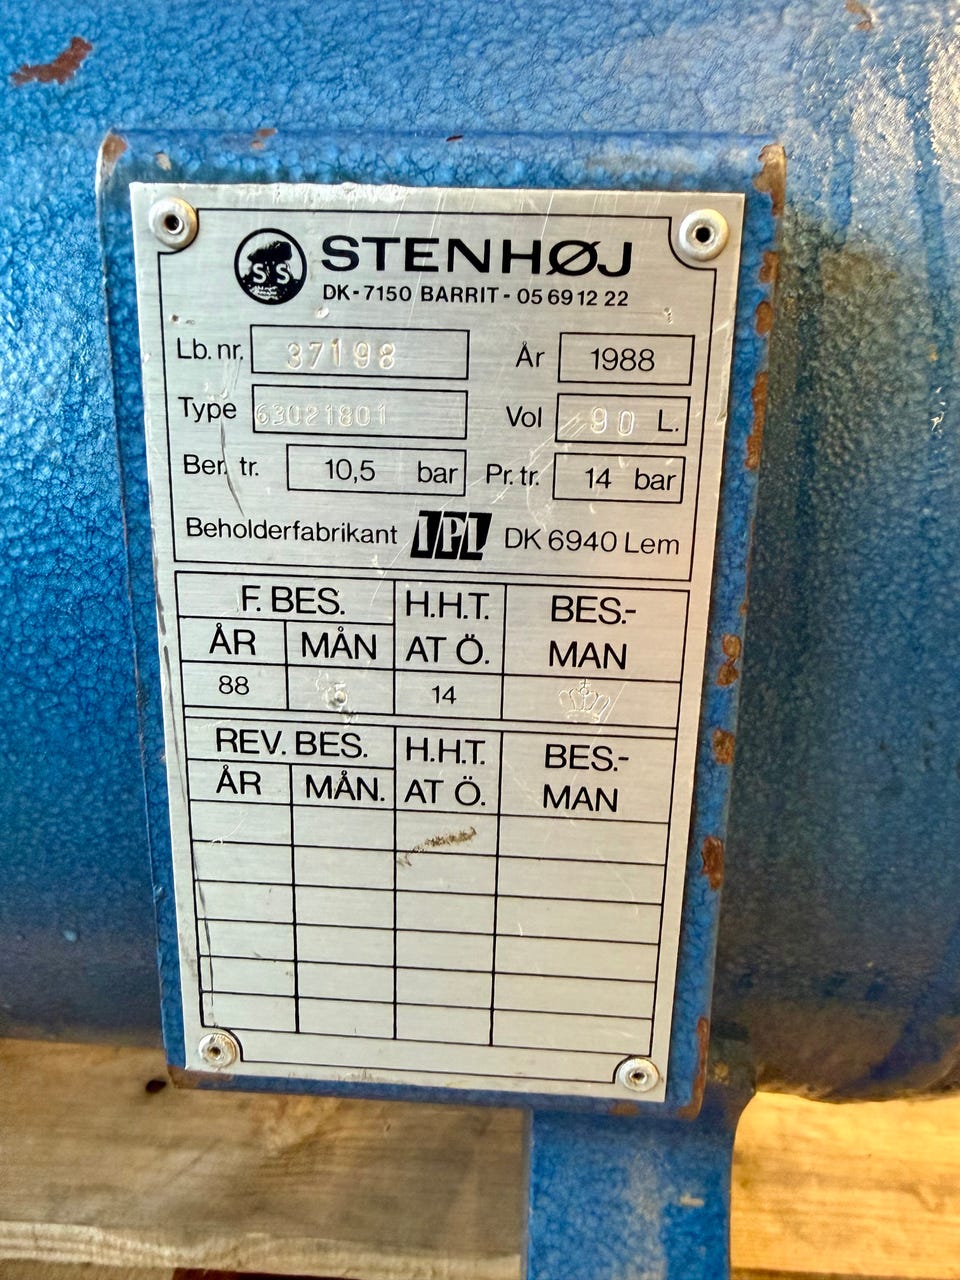 SS STENHØJ
DK-7150 BARRIT - 05 69 12 22
Lb. nr. 37198 År 1988
Type 63021801 Vol 90 L.
Ber. tr. 10,5 bar Pr. tr. 14 bar
Beholderfabrikant IPL DK 6940 Lem
F. BES. H.H.T. BES.-
ÅR MÅN AT Ö. MAN
88 5 14
REV. BES. H.H.T. BES.-
ÅR MÅN. AT Ö. MAN